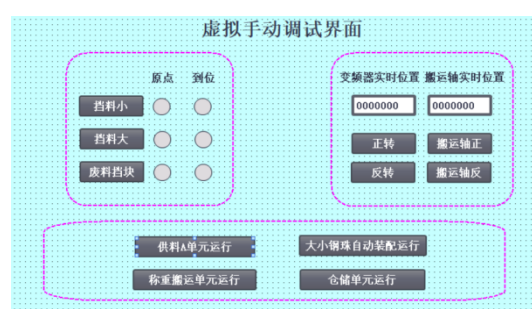 虚拟手动调试界面
原点 到位
挡料小
挡料大
废料挡块
变频器实时位置 搬运轴实时位置
0000000 0000000
正转 搬运轴正
反转 搬运轴反
供料A单元运行 大小钢珠自动装配运行
称重搬运单元运行 仓储单元运行